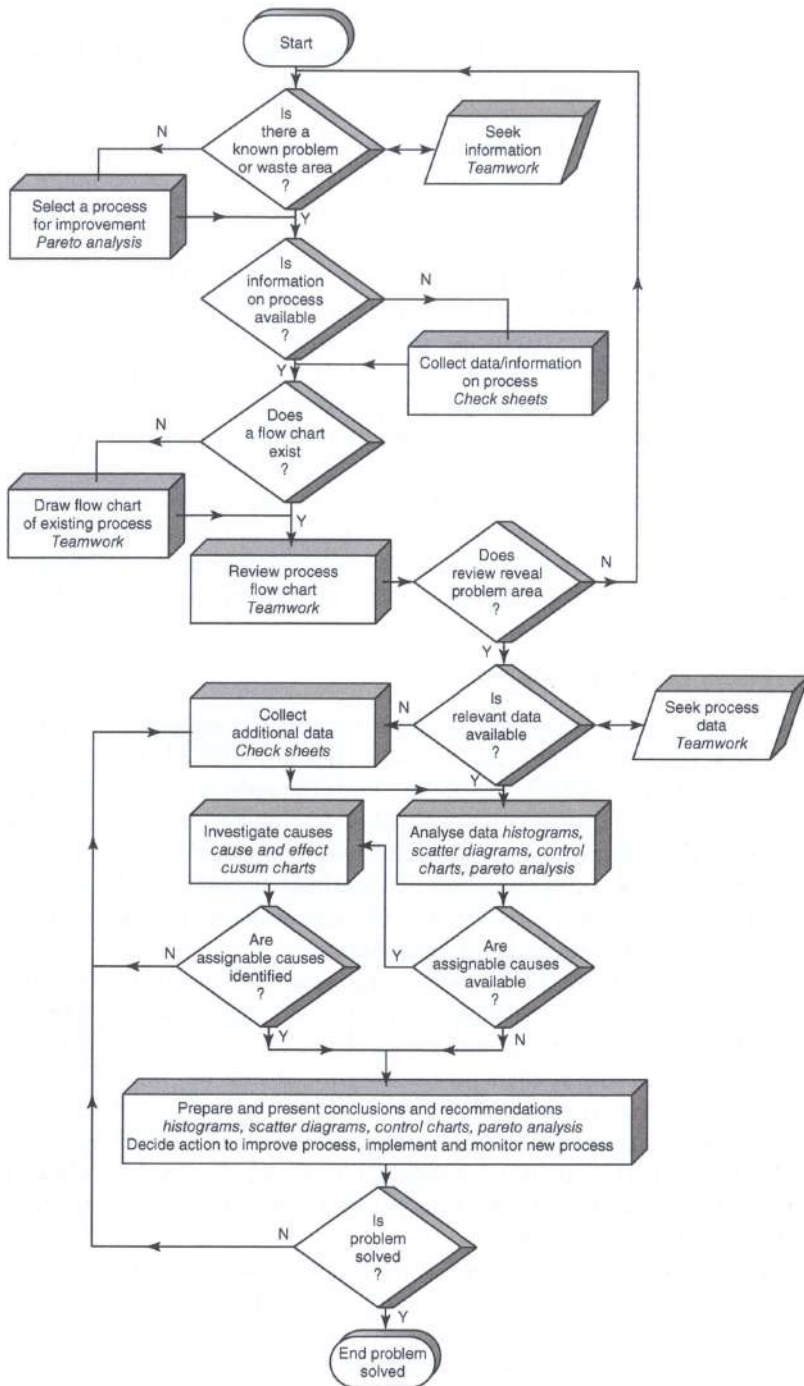 Start
Is
there a
known problem
or waste area
?
N
Seek
information
Teamwork
Select a process
for improvement
Pareto analysis
Y
Is
information
on process
available
?
N
Collect data/information
on process
Check sheets
Y
Does
a flow chart
exist
?
N
Draw flow chart
of existing process
Teamwork
Y
Review process
flow chart
Teamwork
Does
review reveal
problem area
?
N
Y
Is
relevant data
available
?
N
Seek process
data
Teamwork
Collect
additional data
Check sheets
Y
Investigate causes
cause and effect
cusum charts
Analyse data histograms,
scatter diagrams, control
charts, pareto analysis
Are
assignable causes
identified
?
N
Y
Are
assignable causes
available
?
Y
N
Prepare and present conclusions and recommendations
histograms, scatter diagrams, control charts, pareto analysis
Decide action to improve process, implement and monitor new process
Is
problem
solved
?
N
Y
End problem
solved